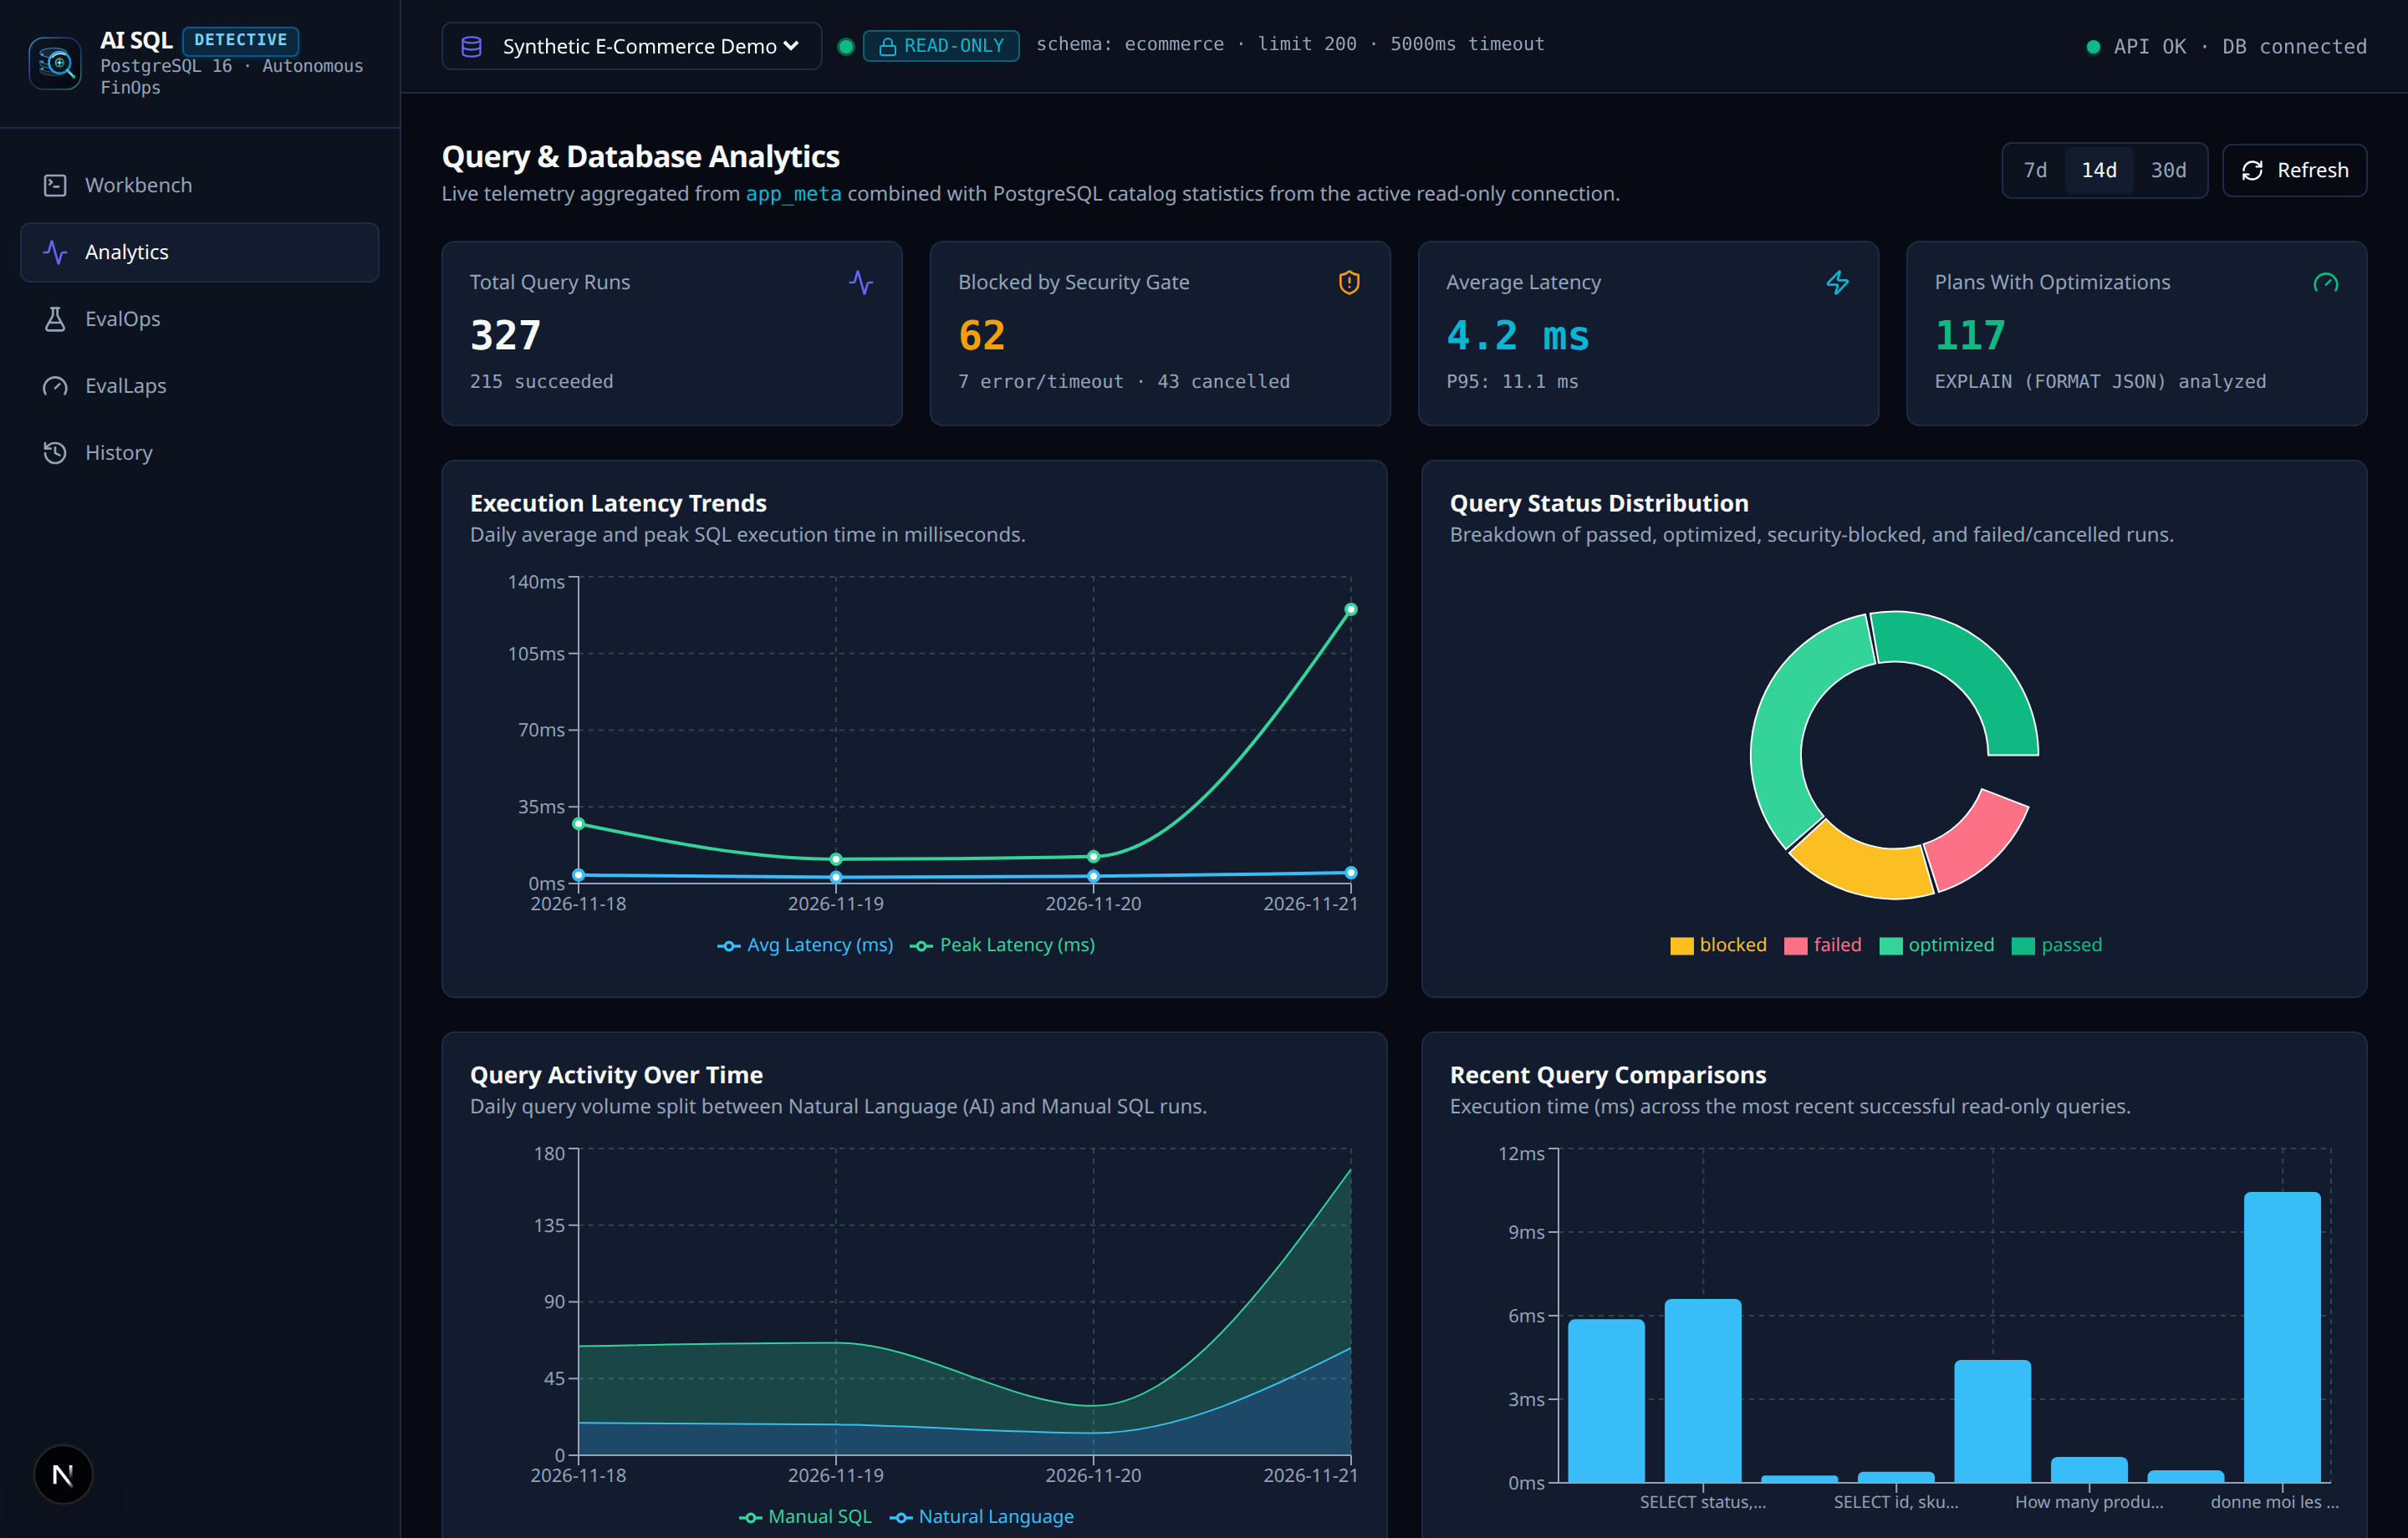 AI SQL DETECTIVE
PostgreSQL 16 · Autonomous
FinOps
Workbench
Analytics
EvalOps
EvalLaps
History
N
Synthetic E-Commerce Demo
READ-ONLY
schema: ecommerce · limit 200 · 5000ms timeout
API OK · DB connected
Query & Database Analytics
Live telemetry aggregated from app_meta combined with PostgreSQL catalog statistics from the active read-only connection.
7d 14d 30d
Refresh
Total Query Runs
327
215 succeeded
Blocked by Security Gate
62
7 error/timeout · 43 cancelled
Average Latency
4.2 ms
P95: 11.1 ms
Plans With Optimizations
117
EXPLAIN (FORMAT JSON) analyzed
Execution Latency Trends
Daily average and peak SQL execution time in milliseconds.
140ms
105ms
70ms
35ms
0ms
2026-11-18 2026-11-19 2026-11-20 2026-11-21
Avg Latency (ms) Peak Latency (ms)
Query Status Distribution
Breakdown of passed, optimized, security-blocked, and failed/cancelled runs.
blocked failed optimized passed
Query Activity Over Time
Daily query volume split between Natural Language (AI) and Manual SQL runs.
180
135
90
45
0
2026-11-18 2026-11-19 2026-11-20 2026-11-21
Manual SQL Natural Language
Recent Query Comparisons
Execution time (ms) across the most recent successful read-only queries.
12ms
9ms
6ms
3ms
0ms
SELECT status,... SELECT id, sku... How many produ... donne moi les ...